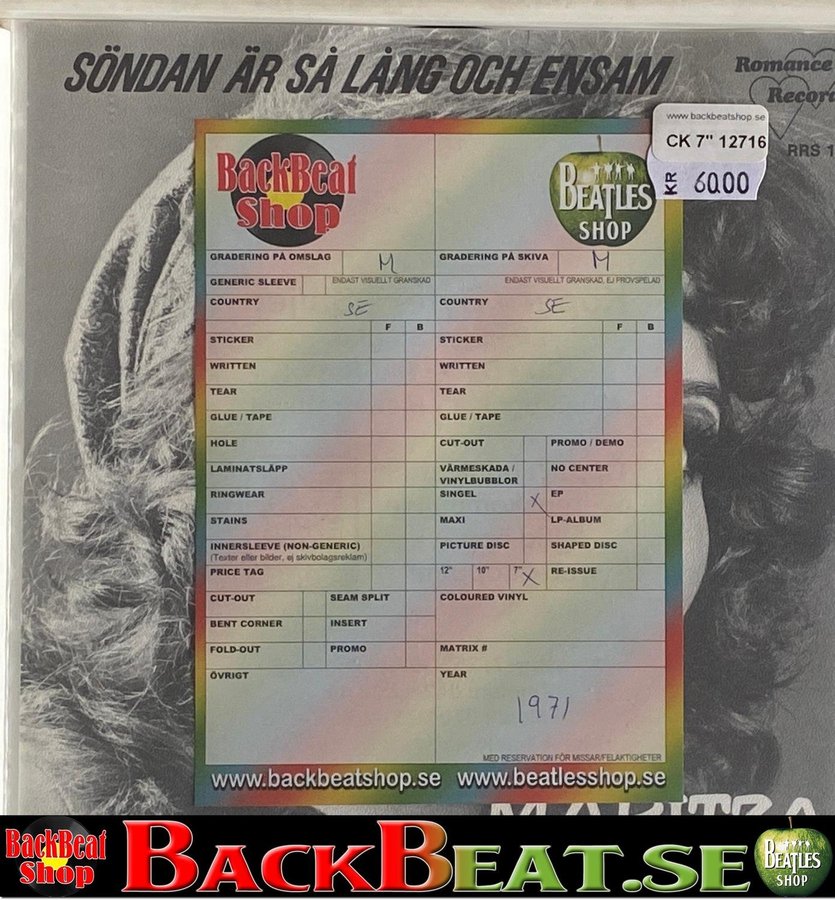 SÖNDAN ÄR SÅ LÅNG OCH ENSAM
Romance
Record
RRS 1
www.backbeatshop.se
CK 7" 12716
KR 60.00
BackBeat
Shop
BEATLES
SHOP
GRADERING PÅ OMSLAG M
GRADERING PÅ SKIVA M
GENERIC SLEEVE
ENDAST VISUELLT GRANSKAD
ENDAST VISUELLT GRANSKAD, EJ PROVSPELAD
COUNTRY SE
COUNTRY SE
F B
F B
STICKER
STICKER
WRITTEN
WRITTEN
TEAR
TEAR
GLUE / TAPE
GLUE / TAPE
HOLE
CUT-OUT
PROMO / DEMO
LAMINATSLÄPP
VÄRMESKADA /
VINYLBUBBLOR
NO CENTER
RINGWEAR
SINGEL X
EP
STAINS
MAXI
LP-ALBUM
INNERSLEEVE (NON-GENERIC)
(Texter eller bilder, ej skivbolagsreklam)
PICTURE DISC
SHAPED DISC
PRICE TAG
12" 10" 7" X
RE-ISSUE
CUT-OUT
SEAM SPLIT
COLOURED VINYL
BENT CORNER
INSERT
FOLD-OUT
PROMO
MATRIX #
ÖVRIGT
YEAR
1971
MED RESERVATION FÖR MISSAR/FELAKTIGHETER
www.backbeatshop.se www.beatlesshop.se
MARITZA
BackBeat
Shop
BACKBEAT.SE
BEATLES
SHOP